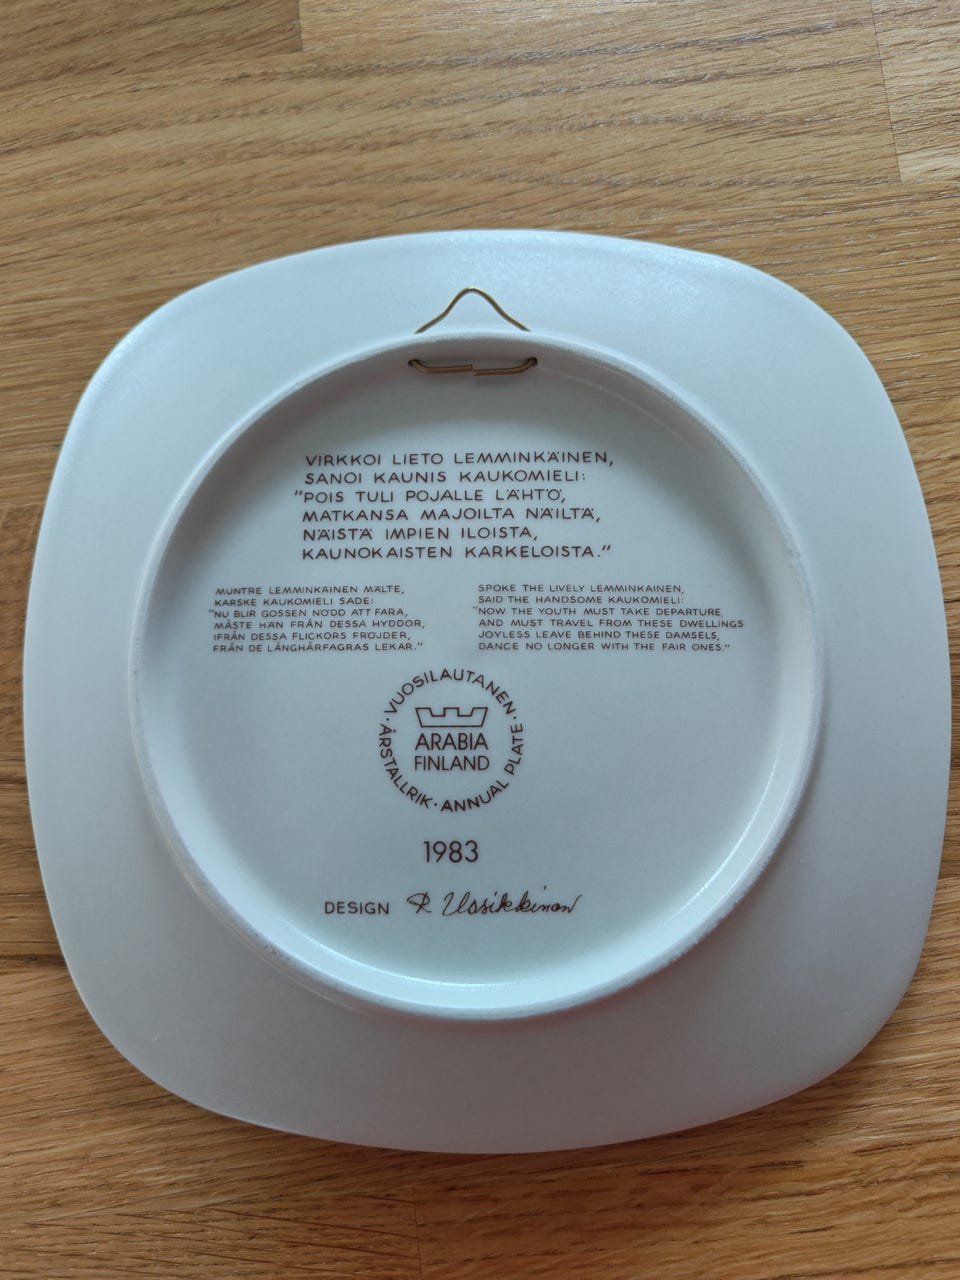 VIRKKOI LIETO LEMMINKÄINEN,
SANOI KAUNIS KAUKOMIELI:
"POIS TULI POJALLE LÄHTÖ,
MATKANSA MAJOILTA NÄILTÄ,
NÄISTÄ IMPIEN ILOISTA,
KAUNOKAISTEN KARKELOISTA."
MUNTRE LEMMINKÄINEN MÄLTE,
KARSKE KAUKOMIELI SADE:
"NU BLIR GOSSEN NÖDD ATT FARA,
MÅSTE HÄN FRÅN DESSA HYDDOR,
IFRÅN DESSA FLICKORS FRÖJDER,
FRÅN DE LÅNGHÅRFAGRAS LEKAR."
SPOKE THE LIVELY LEMMINKAINEN,
SAID THE HANDSOME KAUKOMIELI:
"NOW THE YOUTH MUST TAKE DEPARTURE,
AND MUST TRAVEL FROM THESE DWELLINGS
JOYLESS LEAVE BEHIND THESE DAMSELS,
DANCE NO LONGER WITH THE FAIR ONES."
· VUOSILAUTANEN · ANNUAL PLATE · ÅRSTALLRIK
ARABIA
FINLAND
1983
DESIGN R Uosikkinen